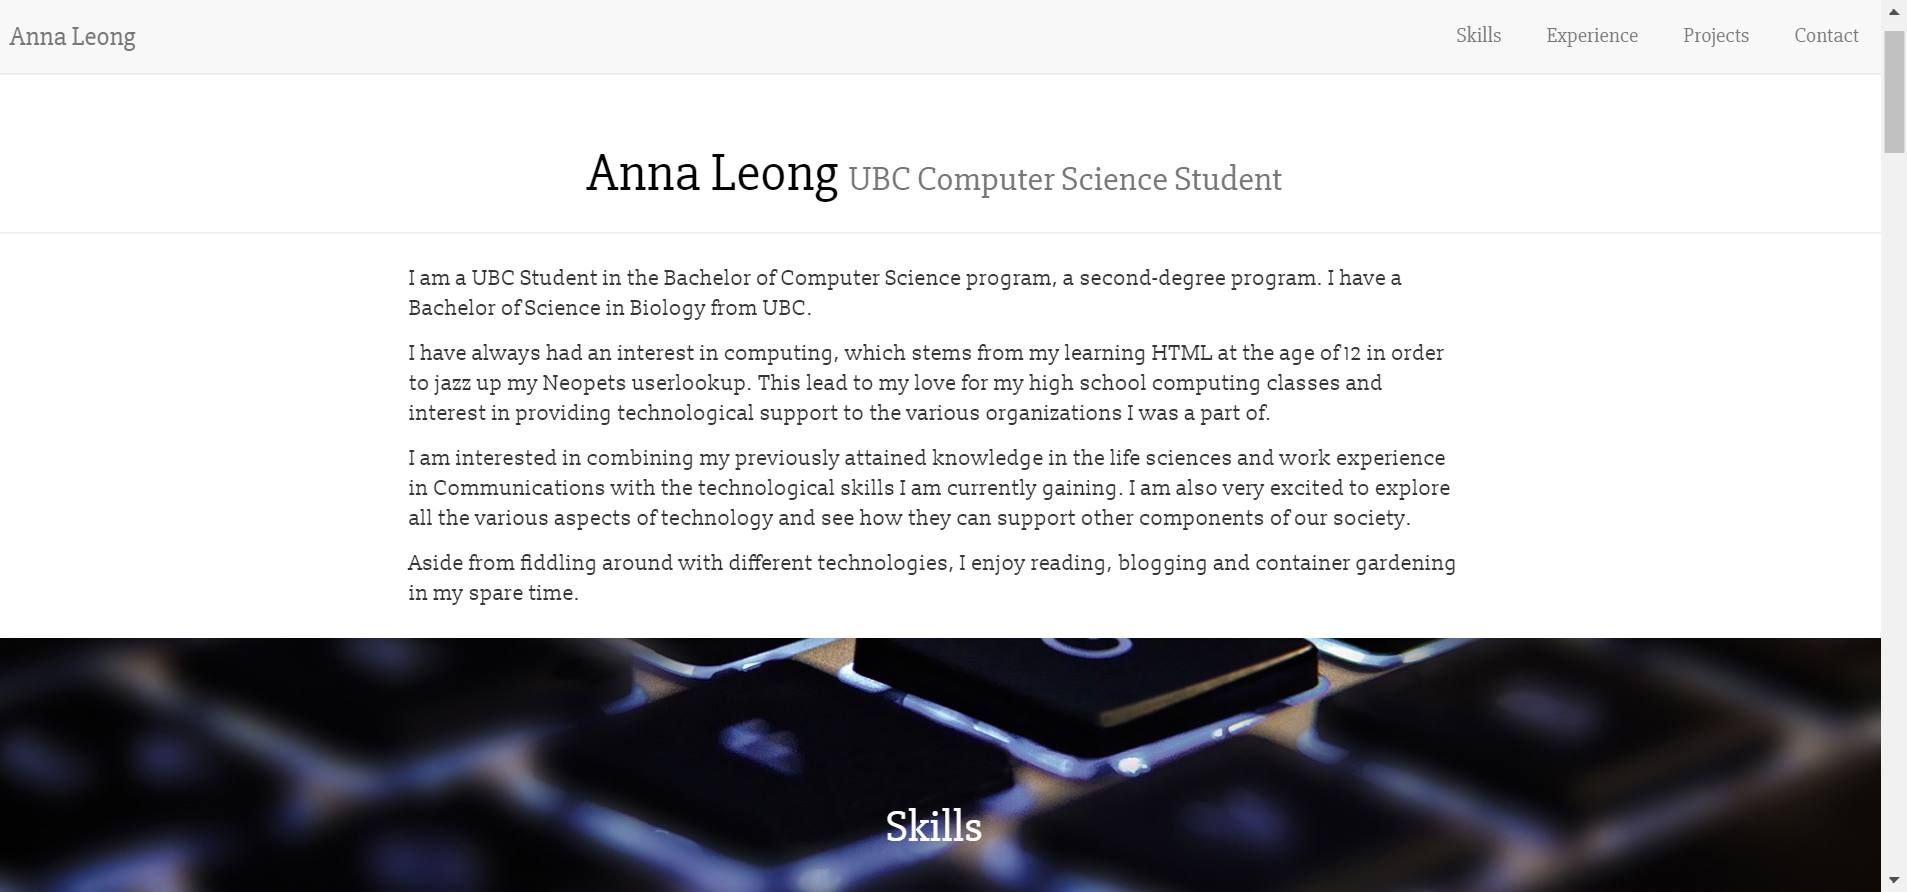 Anna Leong
Skills
Experience
Projects
Contact
Anna Leong UBC Computer Science Student
I am a UBC Student in the Bachelor of Computer Science program, a second-degree program. I have a
Bachelor of Science in Biology from UBC.
I have always had an interest in computing, which stems from my learning HTML at the age of 12 in order
to jazz up my Neopets userlookup. This lead to my love for my high school computing classes and
interest in providing technological support to the various organizations I was a part of.
I am interested in combining my previously attained knowledge in the life sciences and work experience
in Communications with the technological skills I am currently gaining. I am also very excited to explore
all the various aspects of technology and see how they can support other components of our society.
Aside from fiddling around with different technologies, I enjoy reading, blogging and container gardening
in my spare time.
Skills